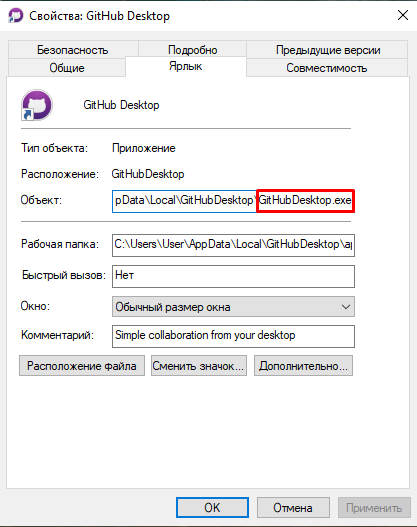 Свойства: GitHub Desktop
Безопасность Подробно Предыдущие версии
Общие Ярлык Совместимость
GitHub Desktop
Тип объекта: Приложение
Расположение: GitHubDesktop
Объект: pData\Local\GitHubDesktop\GitHubDesktop.exe
Рабочая папка: C:\Users\User\AppData\Local\GitHubDesktop\ap
Быстрый вызов: Нет
Окно: Обычный размер окна
Комментарий: Simple collaboration from your desktop
Расположение файла Сменить значок... Дополнительно...
OK Отмена Применить